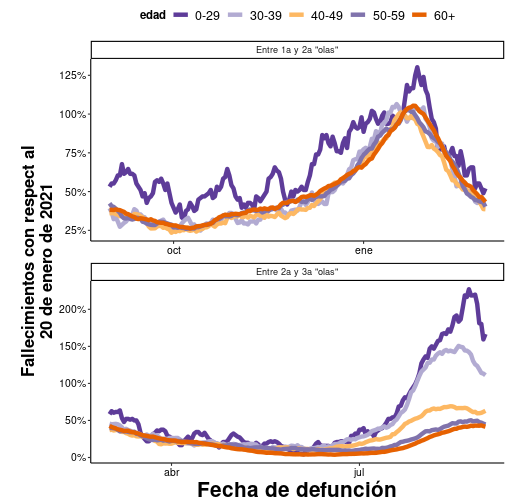 edad 0-29 30-39 40-49 50-59 60+
Entre 1a y 2a "olas"
125%
100%
75%
50%
25%
oct ene
Fallecimientos con respect al
20 de enero de 2021
Entre 2a y 3a "olas"
200%
150%
100%
50%
0%
abr jul
Fecha de defunción